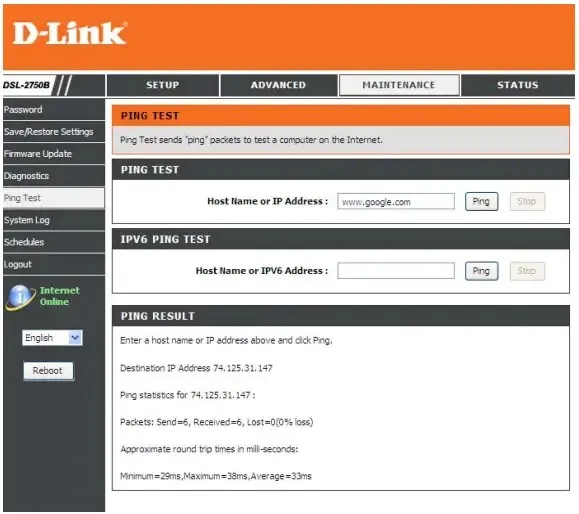 D-Link
DSL-2750B
SETUP
ADVANCED
MAINTENANCE
STATUS
Password
Save/Restore Settings
Firmware Update
Diagnostics
Ping Test
System Log
Schedules
Logout
Internet
Online
English
Reboot
PING TEST
Ping Test sends "ping" packets to test a computer on the Internet.
PING TEST
Host Name or IP Address : www.google.com Ping Stop
IPV6 PING TEST
Host Name or IPV6 Address : Ping Stop
PING RESULT
Enter a host name or IP address above and click Ping.
Destination IP Address 74.125.31.147
Ping statistics for 74.125.31.147 :
Packets: Send=6, Received=6, Lost=0(0% loss)
Approximate round trip times in milli-seconds:
Minimum=29ms,Maximum=38ms,Average=33ms